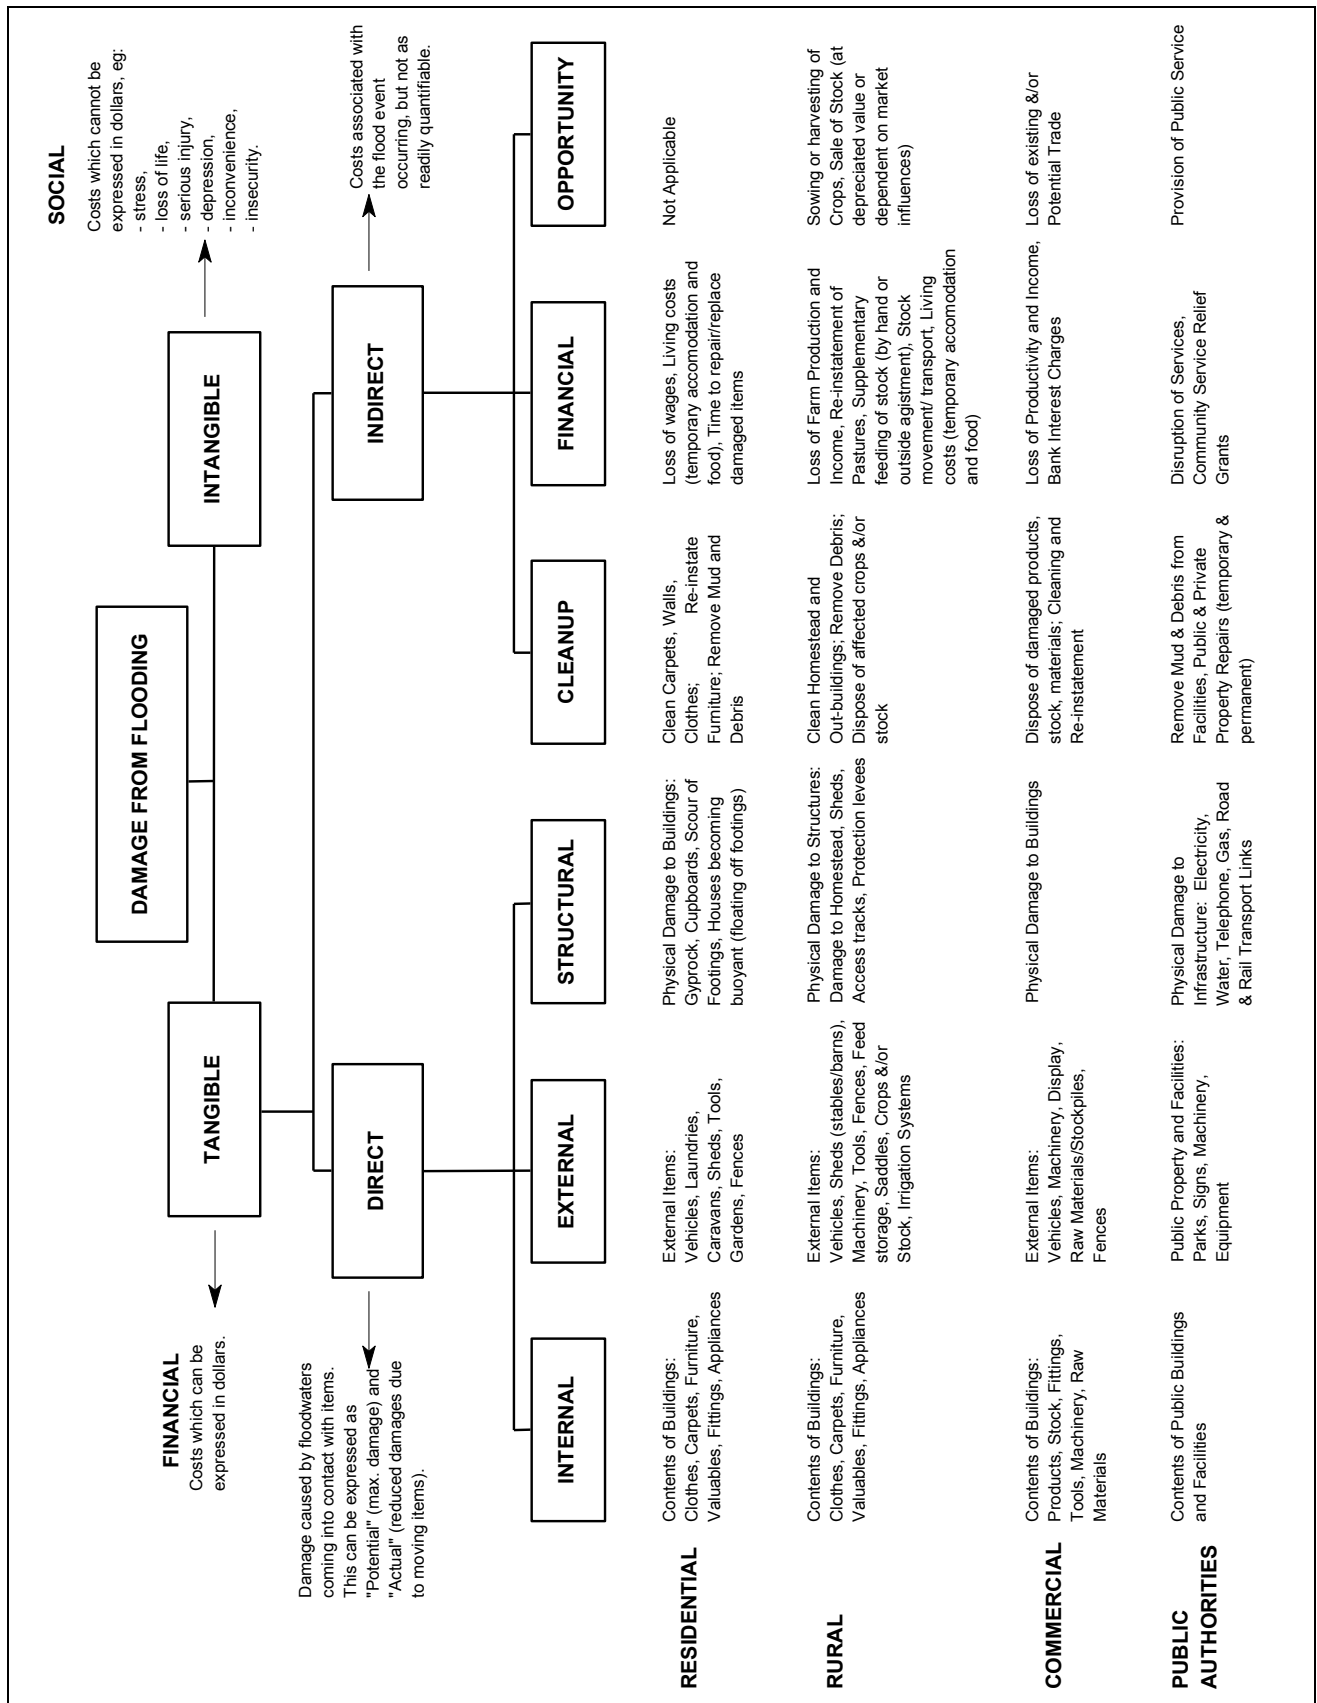 DAMAGE FROM FLOODING
FINANCIAL
Costs which can be
expressed in dollars.
TANGIBLE
INTANGIBLE
SOCIAL
Costs which cannot be
expressed in dollars, eg:
- stress,
- loss of life,
- serious injury,
- depression,
- inconvenience,
- insecurity.
Damage caused by floodwaters
coming into contact with items.
This can be expressed as
"Potential" (max. damage) and
"Actual" (reduced damages due
to moving items).
DIRECT
INDIRECT
Costs associated with
the flood event
occurring, but not as
readily quantifiable.
INTERNAL
EXTERNAL
STRUCTURAL
CLEANUP
FINANCIAL
OPPORTUNITY
RESIDENTIAL
Contents of Buildings:
Clothes, Carpets, Furniture,
Valuables, Fittings, Appliances
External Items:
Vehicles, Laundries,
Caravans, Sheds, Tools,
Gardens, Fences
Physical Damage to Buildings:
Gyprock, Cupboards, Scour of
Footings, Houses becoming
buoyant (floating off footings)
Clean Carpets, Walls,
Clothes; Re-instate
Furniture; Remove Mud and
Debris
Loss of wages, Living costs
(temporary accomodation and
food), Time to repair/replace
damaged items
Not Applicable
RURAL
Contents of Buildings:
Clothes, Carpets, Furniture,
Valuables, Fittings, Appliances
External Items:
Vehicles, Sheds (stables/barns),
Machinery, Tools, Fences, Feed
storage, Saddles, Crops &/or
Stock, Irrigation Systems
Physical Damage to Structures:
Damage to Homestead, Sheds,
Access tracks, Protection levees
Clean Homestead and
Out-buildings; Remove Debris;
Dispose of affected crops &/or
stock
Loss of Farm Production and
Income, Re-instatement of
Pastures, Supplementary
feeding of stock (by hand or
outside agistment), Stock
movement/ transport, Living
costs (temporary accomodation
and food)
Sowing or harvesting of
Crops, Sale of Stock (at
depreciated value or
dependent on market
influences)
COMMERCIAL
Contents of Buildings:
Products, Stock, Fittings,
Tools, Machinery, Raw
Materials
External Items:
Vehicles, Machinery, Display,
Raw Materials/Stockpiles,
Fences
Physical Damage to Buildings
Dispose of damaged products,
stock, materials; Cleaning and
Re-instatement
Loss of Productivity and Income,
Bank Interest Charges
Loss of existing &/or
Potential Trade
PUBLIC
AUTHORITIES
Contents of Public Buildings
and Facilities
Public Property and Facilities:
Parks, Signs, Machinery,
Equipment
Physical Damage to
Infrastructure: Electricity,
Water, Telephone, Gas, Road
& Rail Transport Links
Remove Mud & Debris from
Facilities, Public & Private
Property Repairs (temporary &
permanent)
Disruption of Services,
Community Service Relief
Grants
Provision of Public Service